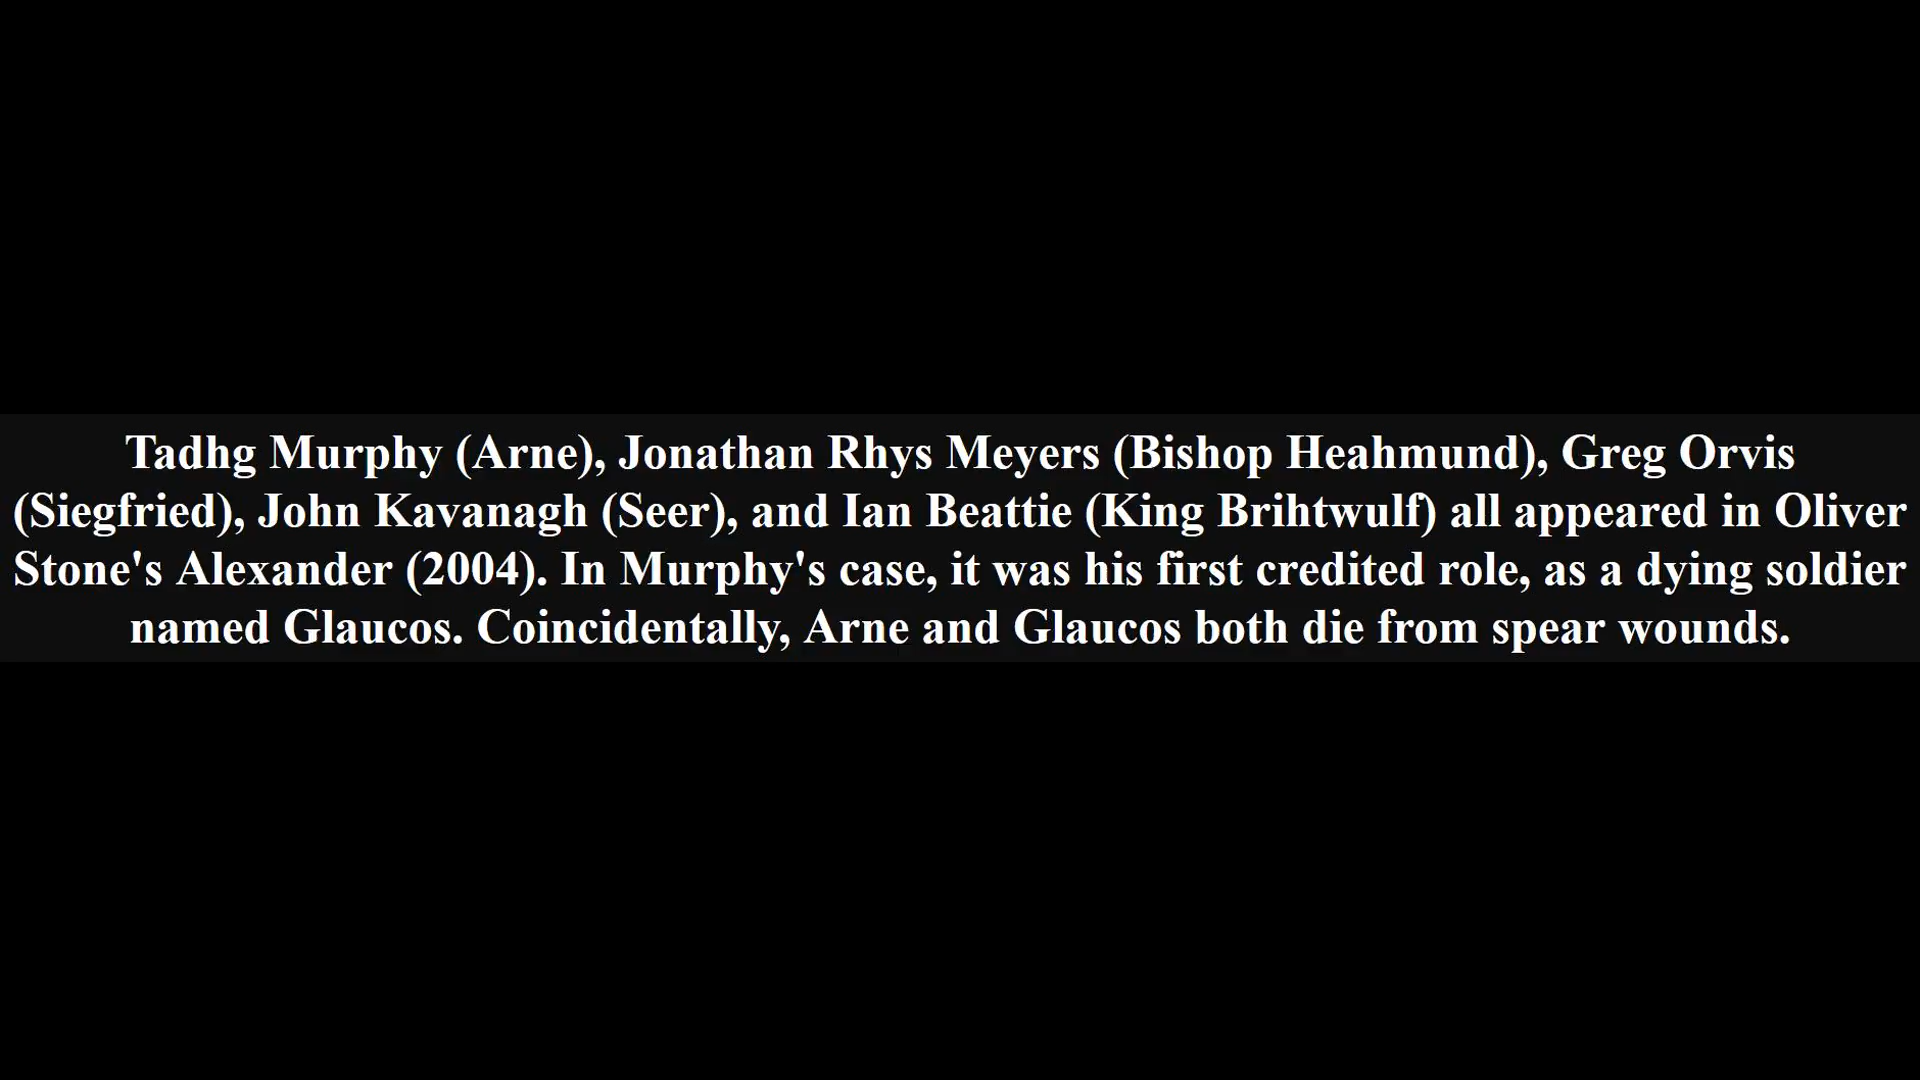 Tadhg Murphy (Arne), Jonathan Rhys Meyers (Bishop Heahmund), Greg Orvis
(Siegfried), John Kavanagh (Seer), and Ian Beattie (King Brihtwulf) all appeared in Oliver
Stone's Alexander (2004). In Murphy's case, it was his first credited role, as a dying soldier
named Glaucos. Coincidentally, Arne and Glaucos both die from spear wounds.